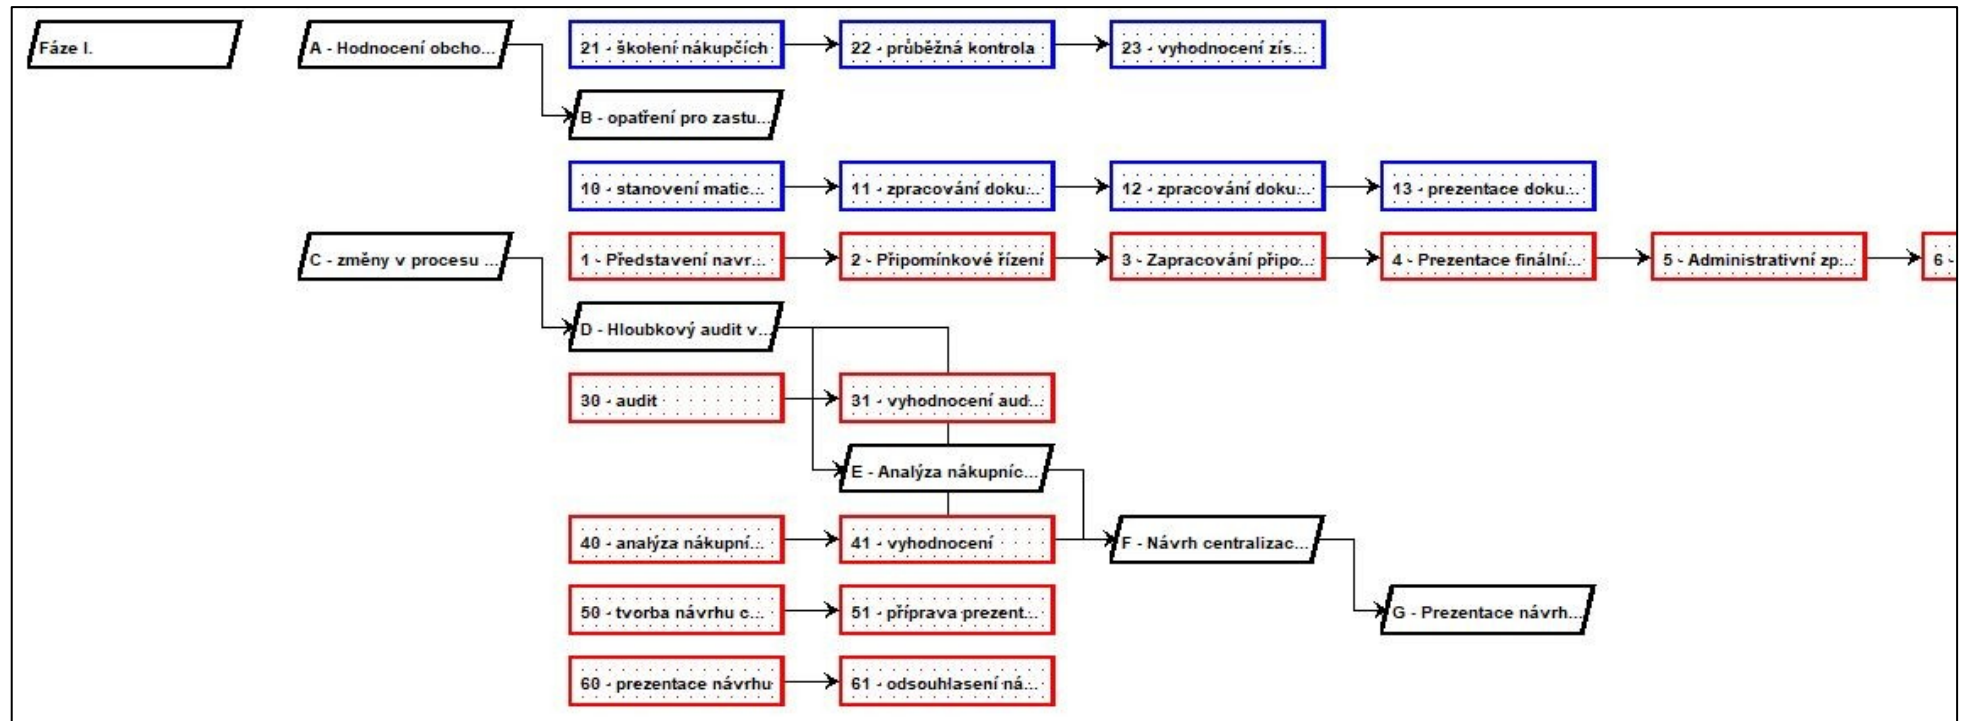 Fáze I.
A - Hodnocení obcho...
21 - školení nákupčích
22 - průběžná kontrola
23 - vyhodnocení zís...
B - opatření pro zastu...
10 - stanovení matic...
11 - zpracování doku...
12 - zpracování doku...
13 - prezentace doku...
C - změny v procesu ...
1 - Představení navr...
2 - Připomínkové řízení
3 - Zapracování připo...
4 - Prezentace finální...
5 - Administrativní zp...
6 -
D - Hloubkový audit v...
30 - audit
31 - vyhodnocení aud...
E - Analýza nákupníc...
40 - analýza nákupní...
41 - vyhodnocení
F - Návrh centralizac...
50 - tvorba návrhu c...
51 - příprava prezent...
G - Prezentace návrh...
60 - prezentace návrhu
61 - odsouhlasení ná...